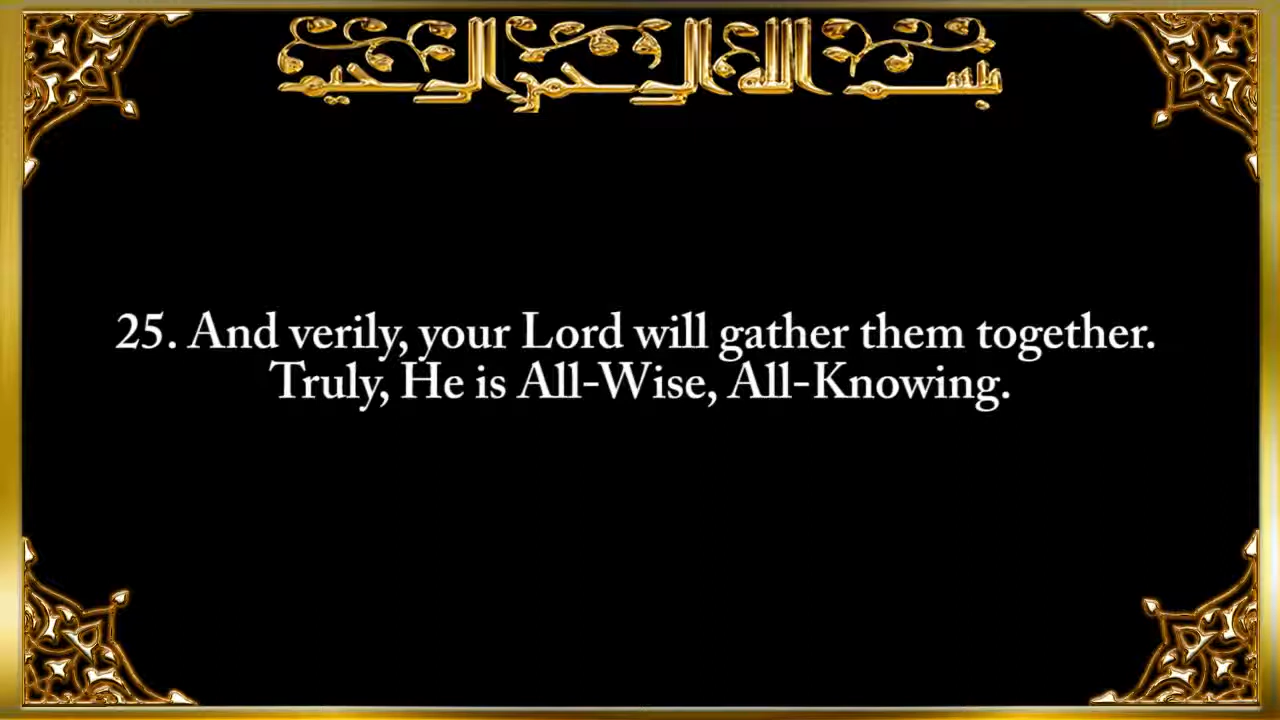 بسم الله الرحمن الرحيم
25. And verily, your Lord will gather them together.
Truly, He is All-Wise, All-Knowing.